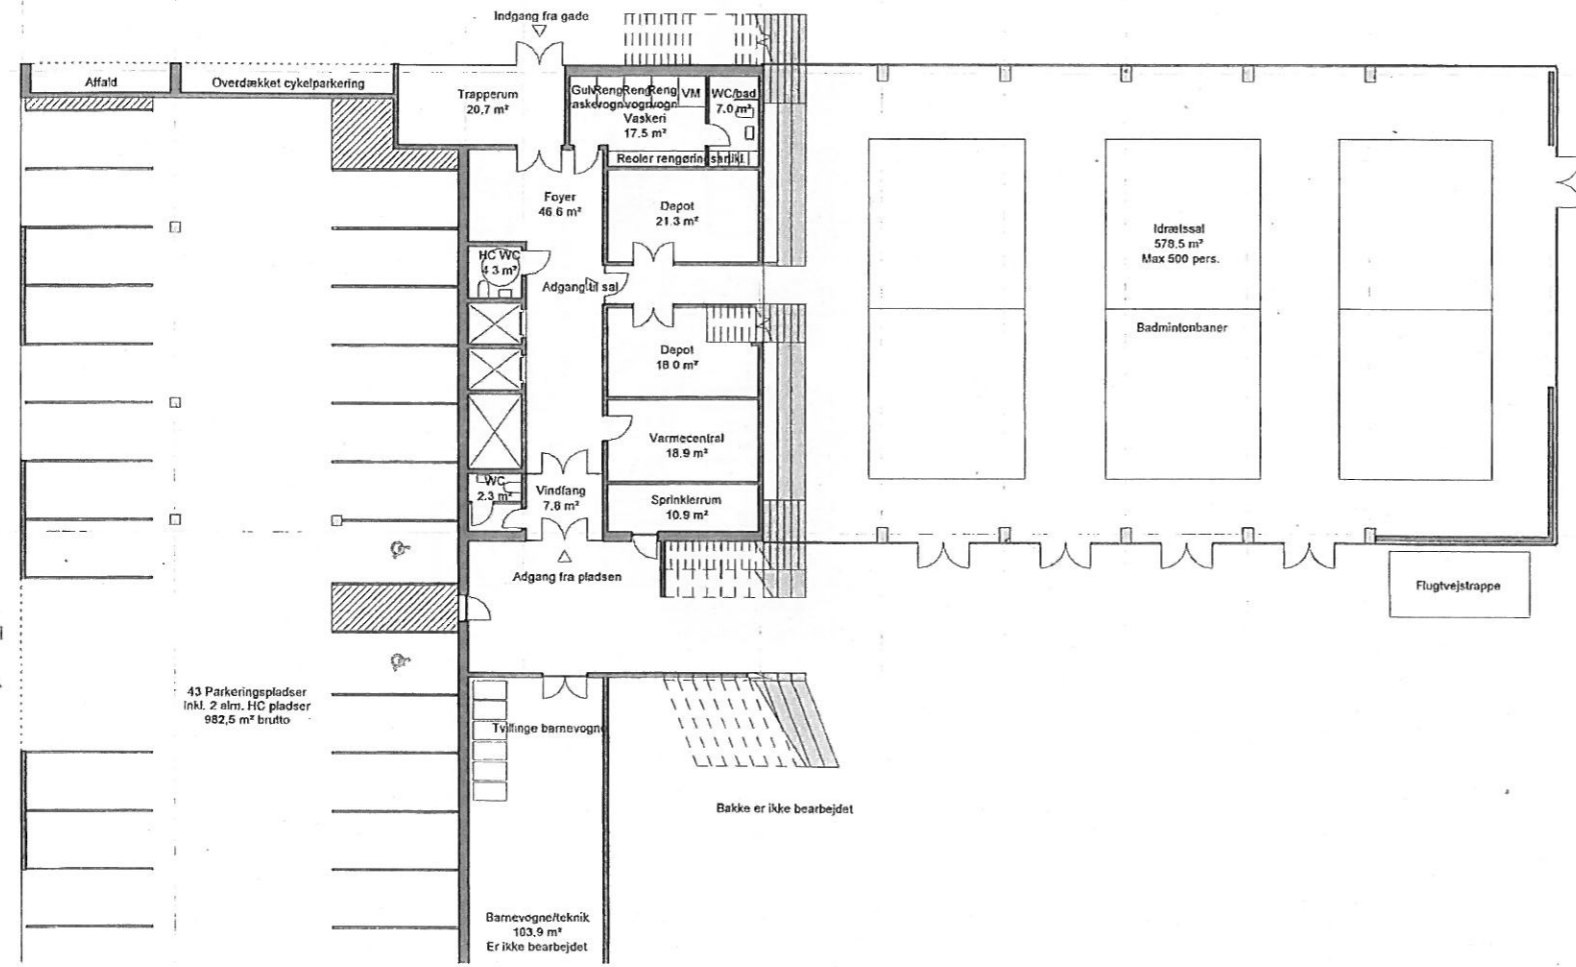 Indgang fra gade
Affald
Overdækket cykelparkering
Trapperum
20,7 m²
Reng
Reng
Reng
VM
WC/bad
7.0 m²
Vaskeri
17.5 m²
Foyer
46.6 m²
Depot
21.3 m²
HC WC
4.3 m²
Adgang til sal
Idrætssal
578.5 m²
Max 500 pers.
Badmintonbaner
Depot
18.0 m²
Varmecentral
18.9 m²
WC
2.3 m²
Vindfang
7.8 m²
Sprinklerrum
10.9 m²
Adgang fra pladsen
Flugtvejstrappe
43 Parkeringspladser
Inkl. 2 alm. HC pladser
982,5 m² brutto
Tvillinge barnevogne
Bakke er ikke bearbejdet
Barnevogne/teknik
103.9 m²
Er ikke bearbejdet